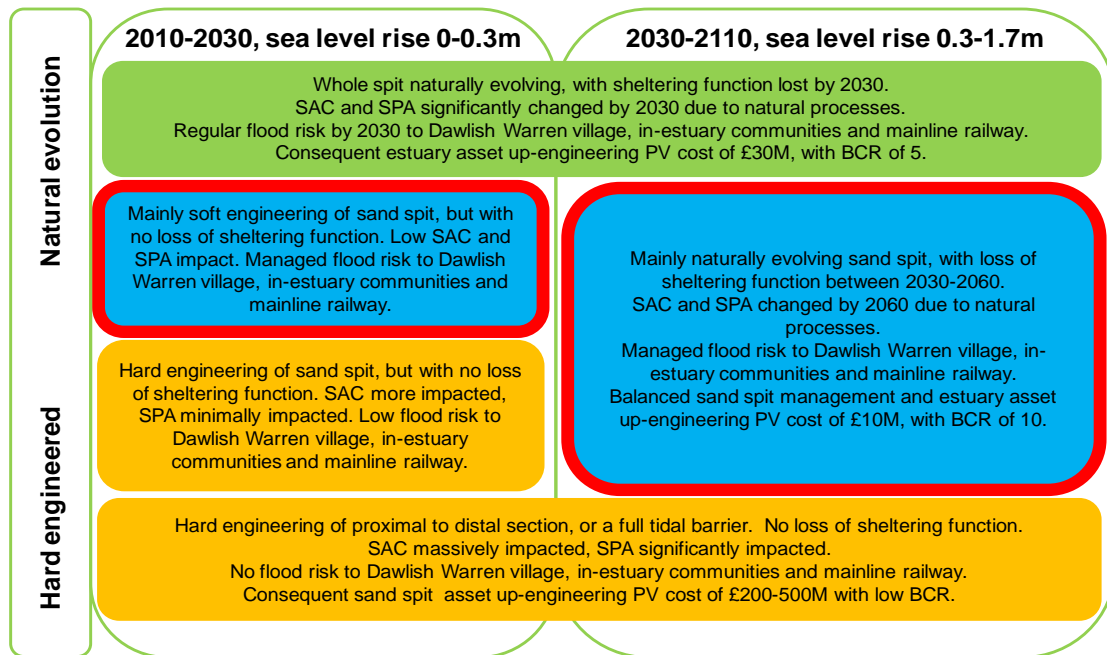 2010-2030, sea level rise 0-0.3m
2030-2110, sea level rise 0.3-1.7m
Natural evolution
Hard engineered
Whole spit naturally evolving, with sheltering function lost by 2030.
SAC and SPA significantly changed by 2030 due to natural processes.
Regular flood risk by 2030 to Dawlish Warren village, in-estuary communities and mainline railway.
Consequent estuary asset up-engineering PV cost of £30M, with BCR of 5.
Mainly soft engineering of sand spit, but with
no loss of sheltering function. Low SAC and
SPA impact. Managed flood risk to Dawlish
Warren village, in-estuary communities and
mainline railway.
Mainly naturally evolving sand spit, with loss of
sheltering function between 2030-2060.
SAC and SPA changed by 2060 due to natural
processes.
Managed flood risk to Dawlish Warren village, in-
estuary communities and mainline railway.
Balanced sand spit management and estuary asset
up-engineering PV cost of £10M, with BCR of 10.
Hard engineering of sand spit, but with no loss
of sheltering function. SAC more impacted,
SPA minimally impacted. Low flood risk to
Dawlish Warren village, in-estuary
communities and mainline railway.
Hard engineering of proximal to distal section, or a full tidal barrier. No loss of sheltering function.
SAC massively impacted, SPA significantly impacted.
No flood risk to Dawlish Warren village, in-estuary communities and mainline railway.
Consequent sand spit asset up-engineering PV cost of £200-500M with low BCR.